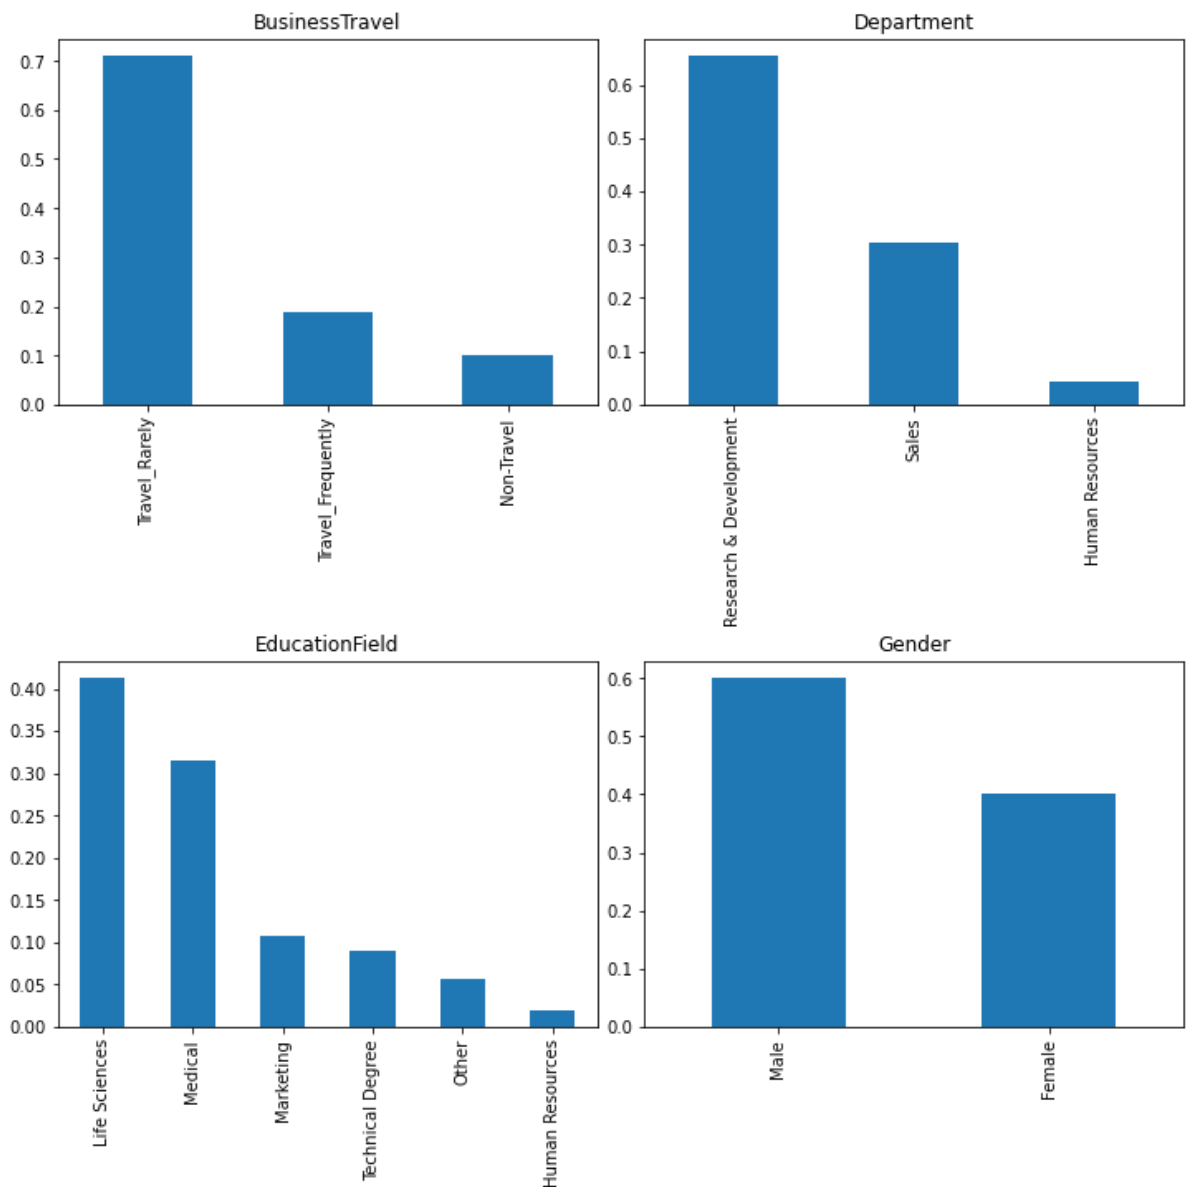 BusinessTravel
0.7
0.6
0.5
0.4
0.3
0.2
0.1
0.0
Travel_Rarely
Travel_Frequently
Non-Travel
Department
0.6
0.5
0.4
0.3
0.2
0.1
0.0
Research & Development
Sales
Human Resources
EducationField
0.40
0.35
0.30
0.25
0.20
0.15
0.10
0.05
0.00
Life Sciences
Medical
Marketing
Technical Degree
Other
Human Resources
Gender
0.6
0.5
0.4
0.3
0.2
0.1
0.0
Male
Female